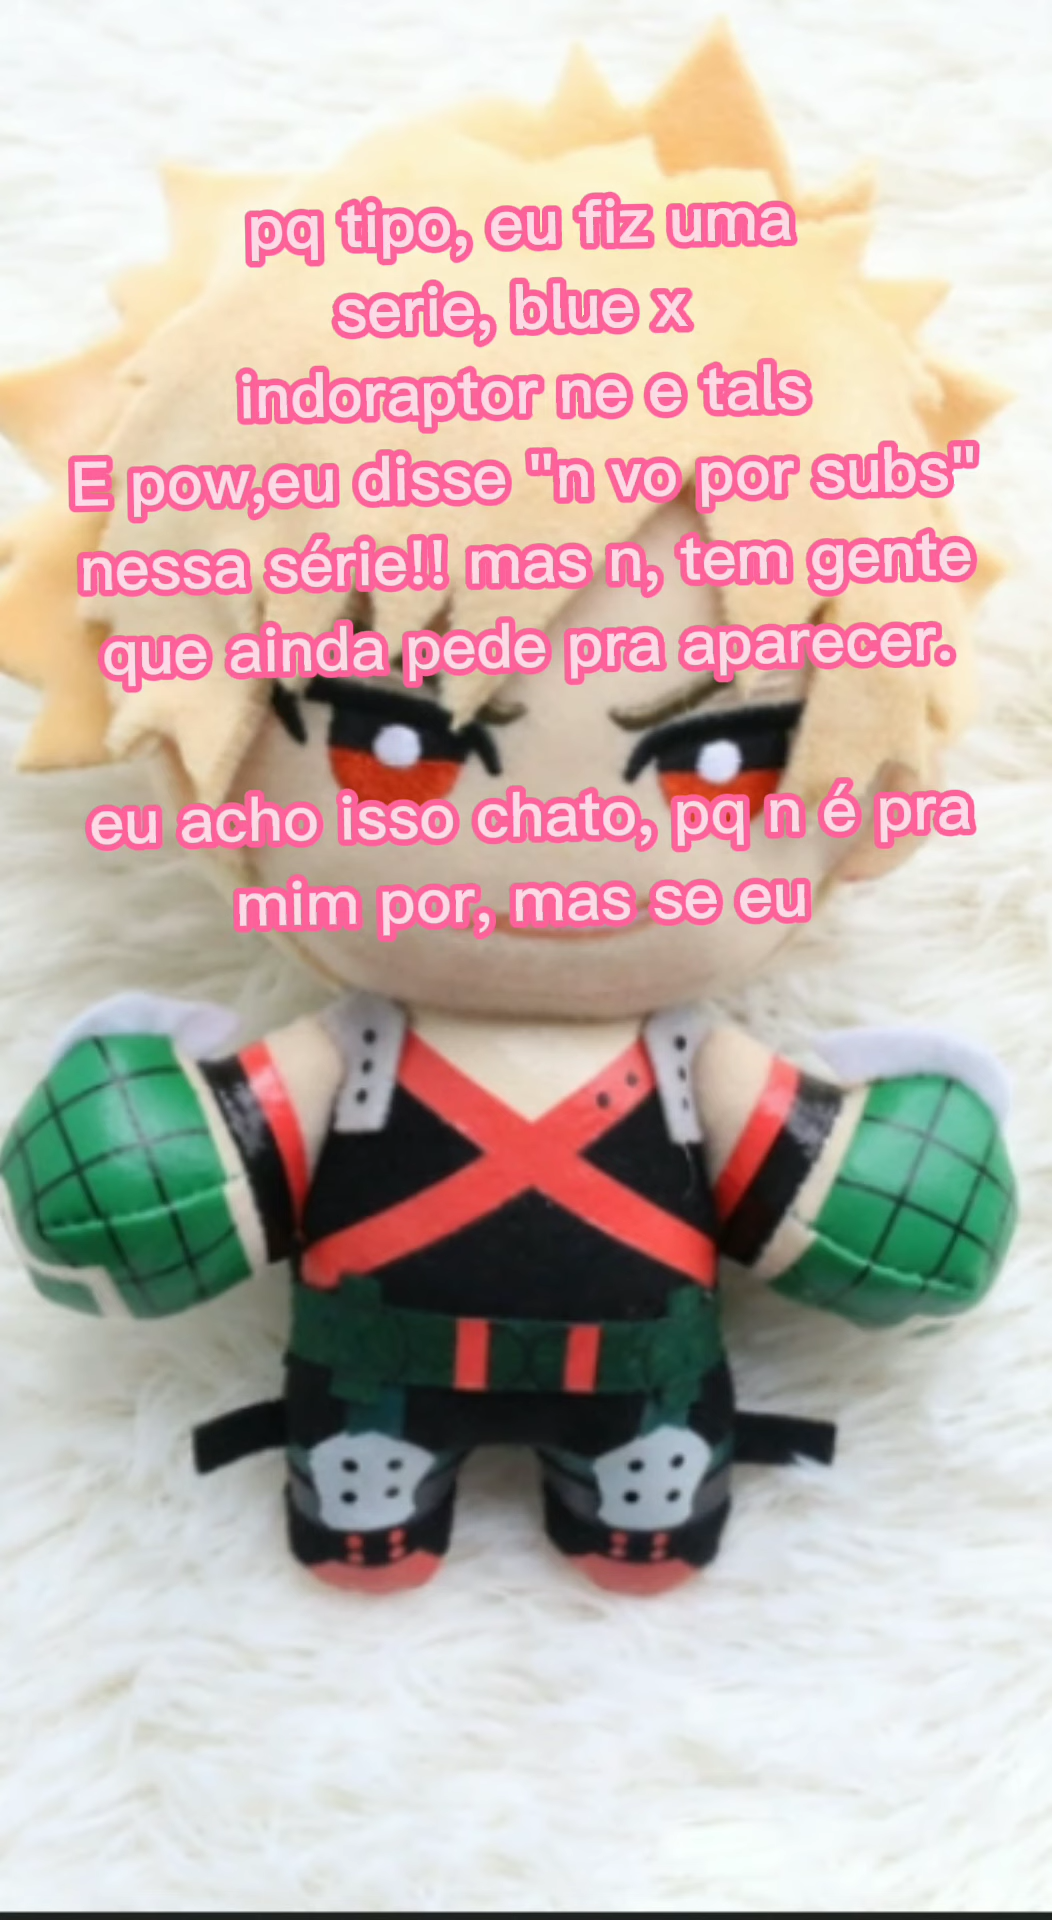 pq tipo, eu fiz uma
serie, blue x
indoraptor ne e tals
E pow,eu disse "n vo por subs"
nessa série!! mas n, tem gente
que ainda pede pra aparecer.
eu acho isso chato, pq n é pra
mim por, mas se eu